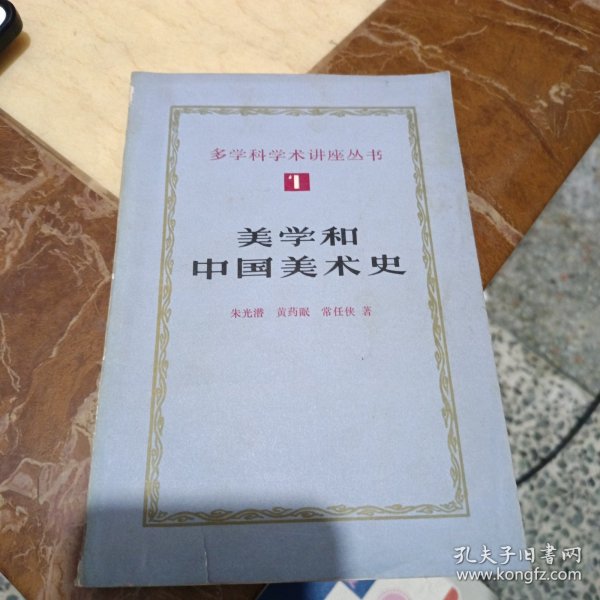 多学科学术讲座丛书
1
美学和
中国美术史
朱光潜 黄药眠 常任侠 著
孔夫子旧书网
www.kongfz.com